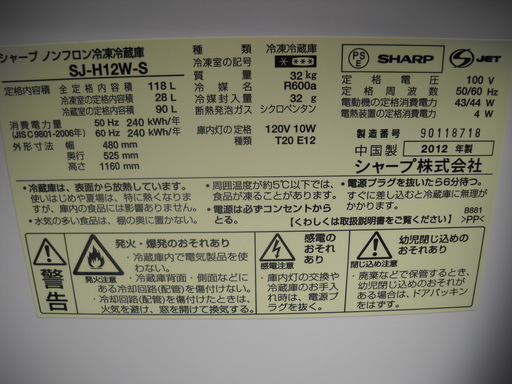 シャープ ノンフロン冷凍冷蔵庫
SJ-H12W-S
定格内容積 全定格内容積 118 L
冷凍室の定格内容積 28 L
冷蔵室の定格内容積 90 L
消費電力量 50 Hz 240 kWh/年
(JIS C 9801-2006年) 60 Hz 240 kWh/年
外形寸法 幅 480 mm
奥行 525 mm
高さ 1160 mm
種類 冷凍冷蔵庫
冷凍室の記号
質量 32 kg
冷媒名 R600a
冷媒封入量 32 g
断熱発泡ガス シクロペンタン
庫内灯の定格 120V 10W
T20 E12
PSE
SHARP
S JET
定格電圧 100 V
定格周波数 50/60 Hz
電動機の定格消費電力 43/44 W
電熱装置の定格消費電力 4 W
製造番号 90118718
中国製 2012 年製
シャープ株式会社
・冷蔵庫は、表面から放熱しています。
使いはじめや夏場は、特に熱くなりますが、
庫内の食品には影響ありません。
・水気の多い食品は、棚の奥に置かない。
・周囲温度が約5℃以下のときは、
食品が凍ることがあります。
・電源は必ずコンセントから
とる。
・電源プラグを抜いたら6分待つ。
すぐに差し込むと冷蔵庫に無理が
かかります。
【くわしくは取扱説明書をご覧ください】
B881
>PP<
警告
発火・爆発のおそれあり
・冷蔵庫内で電気製品を使
わない。
・冷蔵庫背面・側面などに
ある冷却回路(配管)を傷つけない。
・冷却回路(配管)を傷付けたときは、
火気を避け、窓を開けて換気する。
感電の
おそれあり
感電注意
・庫内灯の交換や
冷蔵庫のお手入
れ時は、電源プ
ラグを抜く。
幼児閉じ込めの
おそれあり
閉じ込め注意
・廃棄などで保管するとき、
幼児閉じ込めのおそれが
ある場合は、ドアパッキン